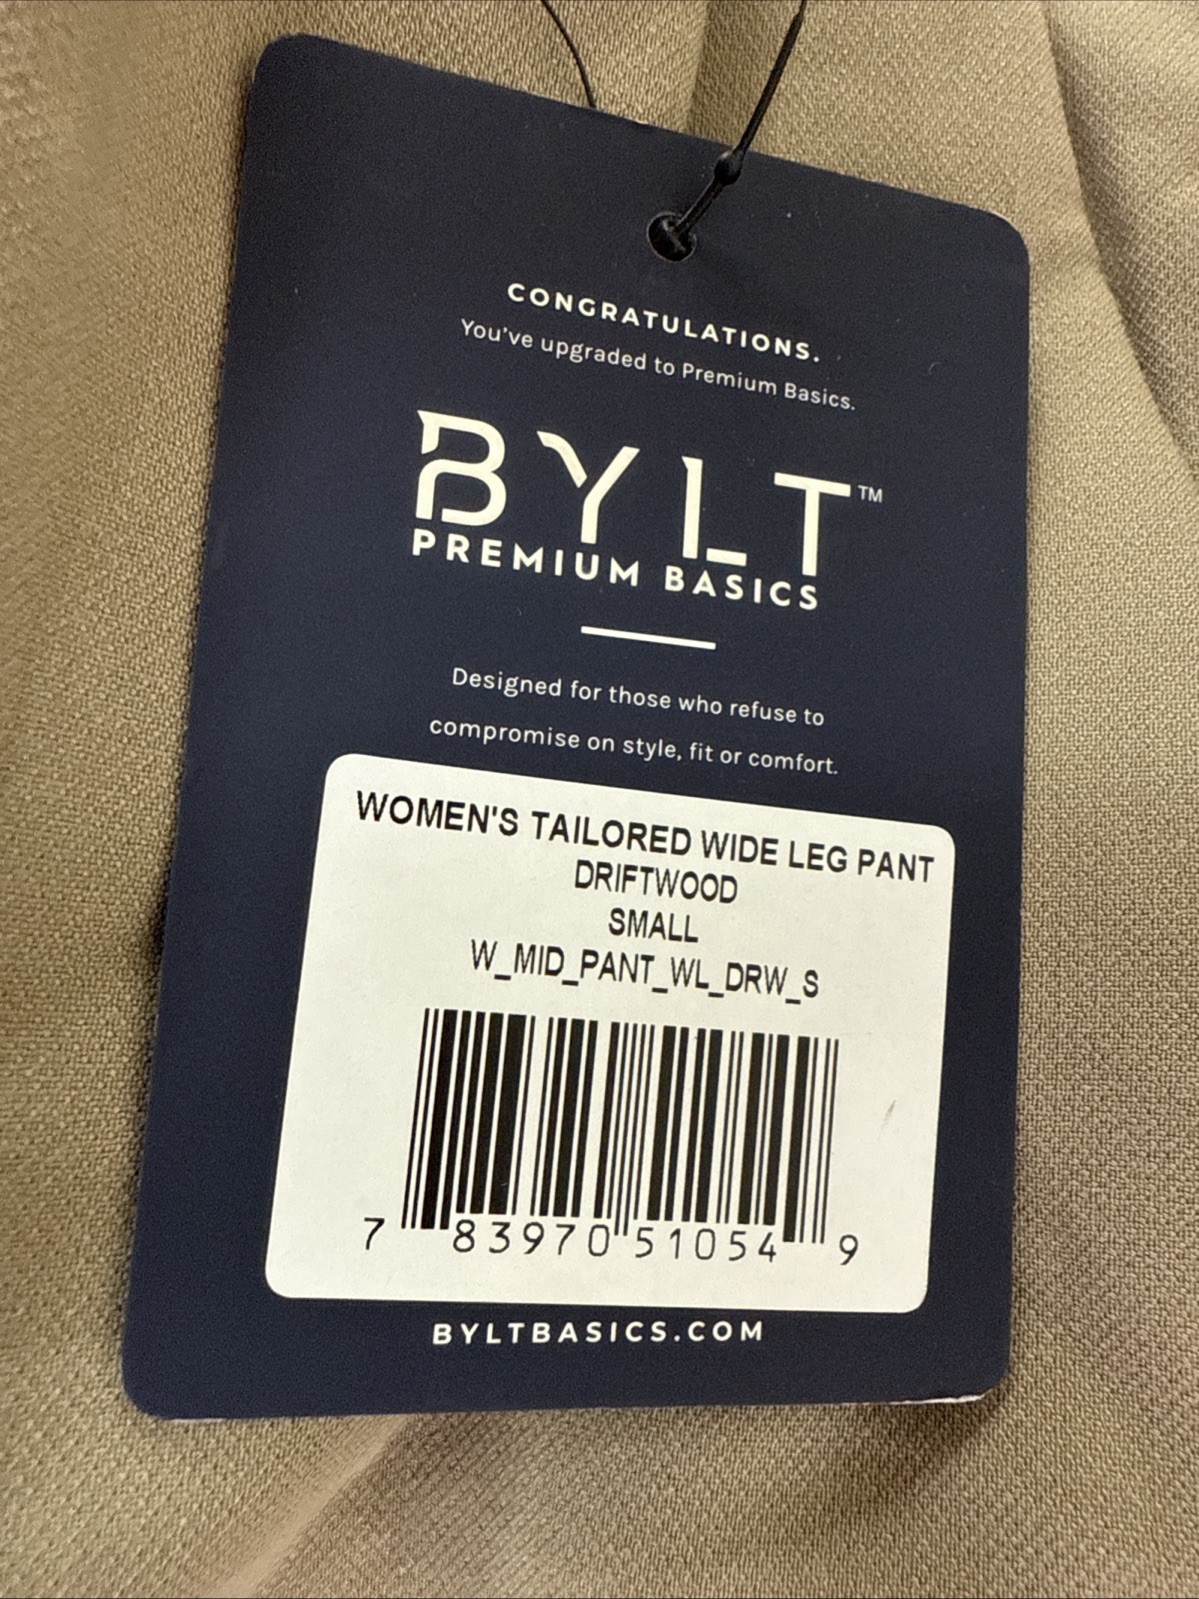 CONGRATULATIONS.
You've upgraded to Premium Basics.
BYLT™
PREMIUM BASICS
Designed for those who refuse to
compromise on style, fit or comfort.
WOMEN'S TAILORED WIDE LEG PANT
DRIFTWOOD
SMALL
W_MID_PANT_WL_DRW_S
7 83970 51054 9
BYLTBASICS.COM